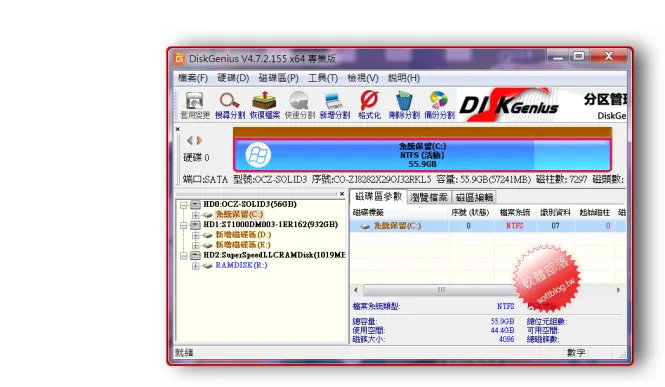 DiskGenius V4.7.2.155 x64 專業版
檔案(F) 硬碟(D) 磁碟區(P) 工具(T) 檢視(V) 說明(H)
套用變更 搜尋分割 恢復檔案 快速分割 新增分割 格式化 刪除分割 備份分割
DISKGenius
分区管理
DiskGe
硬碟 0
系統保留(C:)
NTFS (活動)
55.9GB
端口:SATA 型號:OCZ-SOLID3 序號:CO-Z18282X29OJ32RKL5 容量:55.9GB(57241MB) 磁柱數:7297 磁頭數:
HD0:OCZ-SOLID3(56GB)
系統保留(C:)
HD1:ST1000DM003-1ER162(932GB)
新增磁碟區(D:)
新增磁碟區(E:)
HD2:SuperSpeedLLCRAMDisk(1019ME
RAMDISK(R:)
磁碟區參數 瀏覽檔案 磁區編輯
磁碟標籤 序號 (狀態) 檔案系統 識別資料 起始磁柱 磁
系統保留(C:) 0 NTFS 07 0
檔案系統類型: NTFS
總容量: 55.9GB 總位元組數:
使用空間: 44.4GB 可用空間:
磁簇大小: 4096 總磁簇數:
軟體部落
softblog.tw
就緒 數字